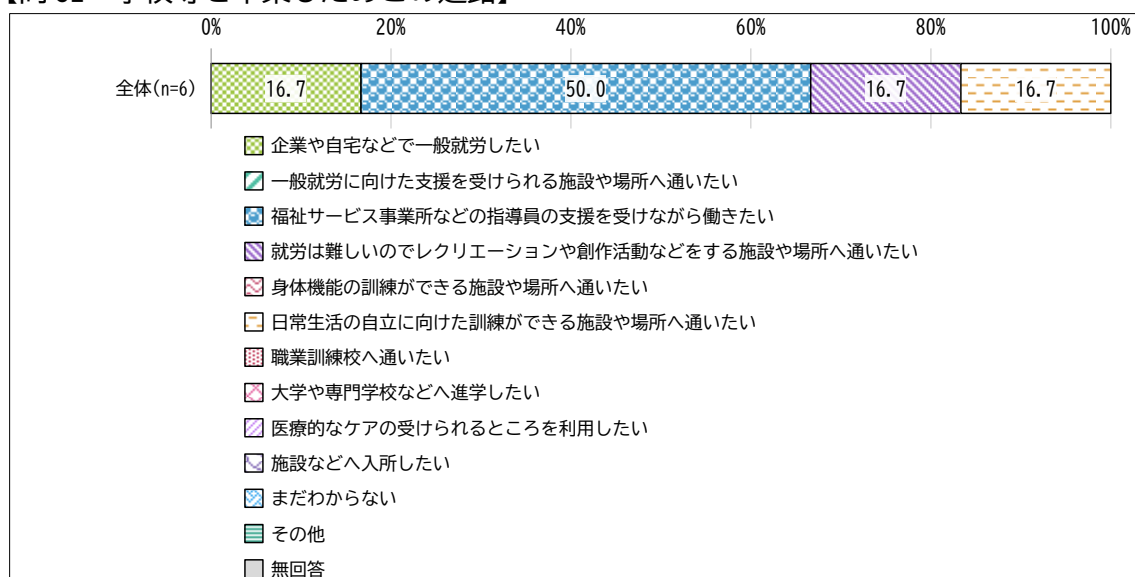 0%
20%
40%
60%
80%
100%
全体(n=6)
16.7
50.0
16.7
16.7
企業や自宅などで一般就労したい
一般就労に向けた支援を受けられる施設や場所へ通いたい
福祉サービス事業所などの指導員の支援を受けながら働きたい
就労は難しいのでレクリエーションや創作活動などをする施設や場所へ通いたい
身体機能の訓練ができる施設や場所へ通いたい
日常生活の自立に向けた訓練ができる施設や場所へ通いたい
職業訓練校へ通いたい
大学や専門学校などへ進学したい
医療的なケアの受けられるところを利用したい
施設などへ入所したい
まだわからない
その他
無回答